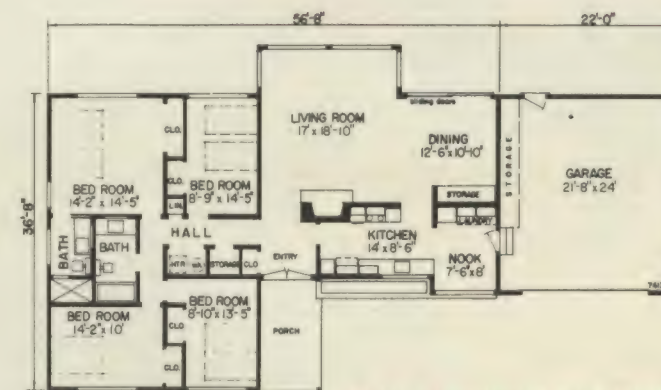 56'-8"
22'-0"
36'-8"
CLO.
CLO.
LIN.
BED ROOM
14'-2" x 14'-5"
BED ROOM
8'-9" x 14'-5"
LIVING ROOM
17' x 18'-10"
sliding doors
DINING
12'-6" x 10'-10"
STORAGE
STORAGE
GARAGE
21'-8" x 24'
BATH
BATH
HALL
HTR
STORAGE
CLO
ENTRY
KITCHEN
14' x 8'-6"
LAUNDRY
NOOK
7'-6" x 8'
BED ROOM
14'-2" x 10'
CLO.
CLO.
BED ROOM
8'-10" x 13'-5"
PORCH